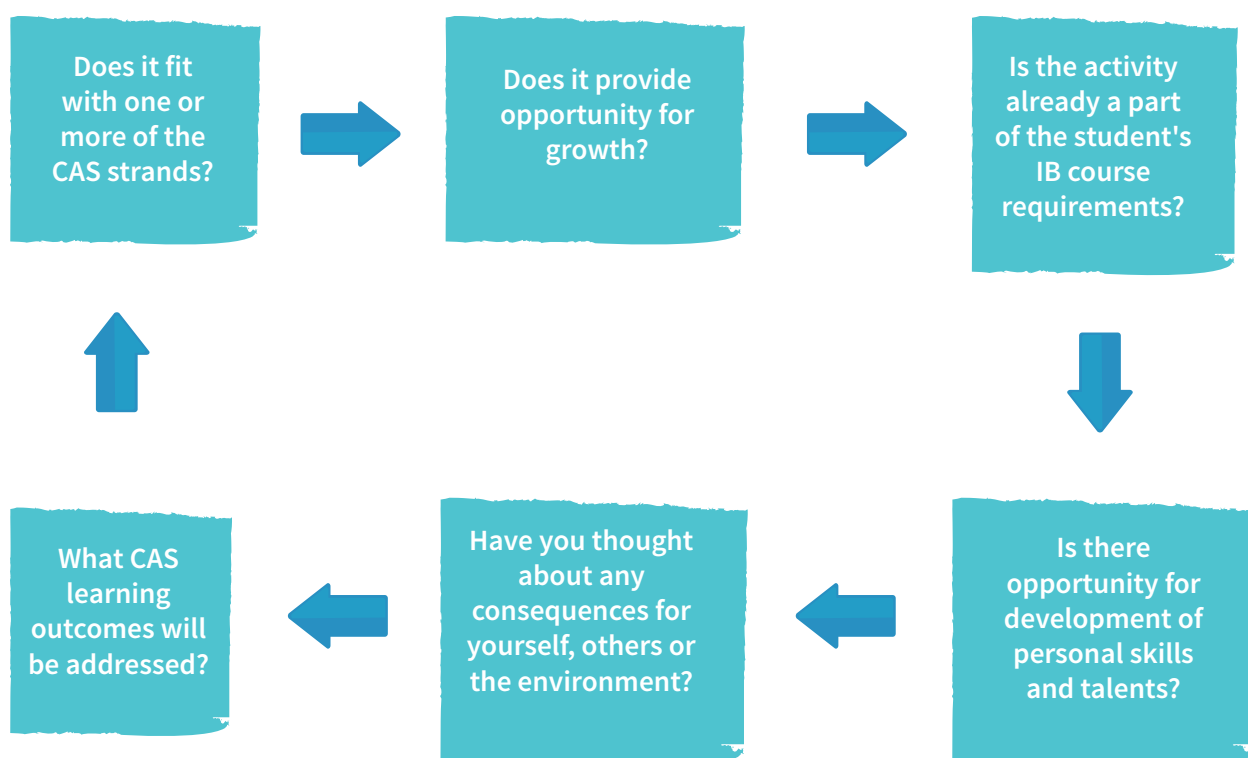 Does it fit
with one or
more of the
CAS strands?
Does it provide
opportunity for
growth?
Is the activity
already a part
of the student's
IB course
requirements?
Is there
opportunity for
development of
personal skills
and talents?
Have you thought
about any
consequences for
yourself, others or
the environment?
What CAS
learning
outcomes will
be addressed?